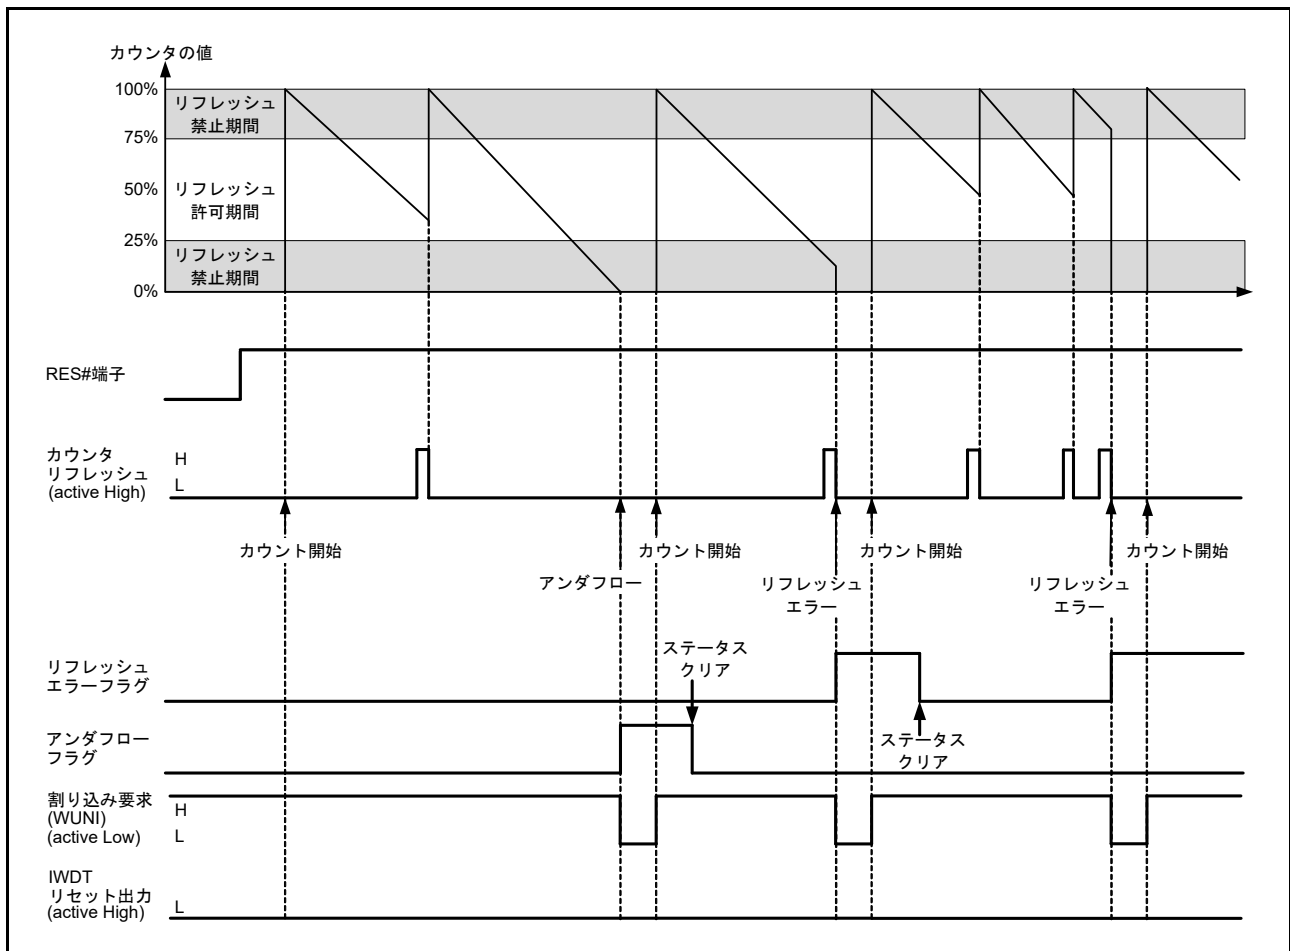 カウンタの値
100%
リフレッシュ
禁止期間
75%
50%
リフレッシュ
許可期間
25%
リフレッシュ
禁止期間
0%
RES#端子
カウンタ
リフレッシュ
(active High)
H
L
カウント開始
カウント開始
カウント開始
カウント開始
アンダフロー
リフレッシュ
エラー
リフレッシュ
エラー
ステータス
クリア
リフレッシュ
エラーフラグ
アンダフロー
フラグ
ステータス
クリア
割り込み要求
(WUNI)
(active Low)
H
L
IWDT
リセット出力
(active High)
L